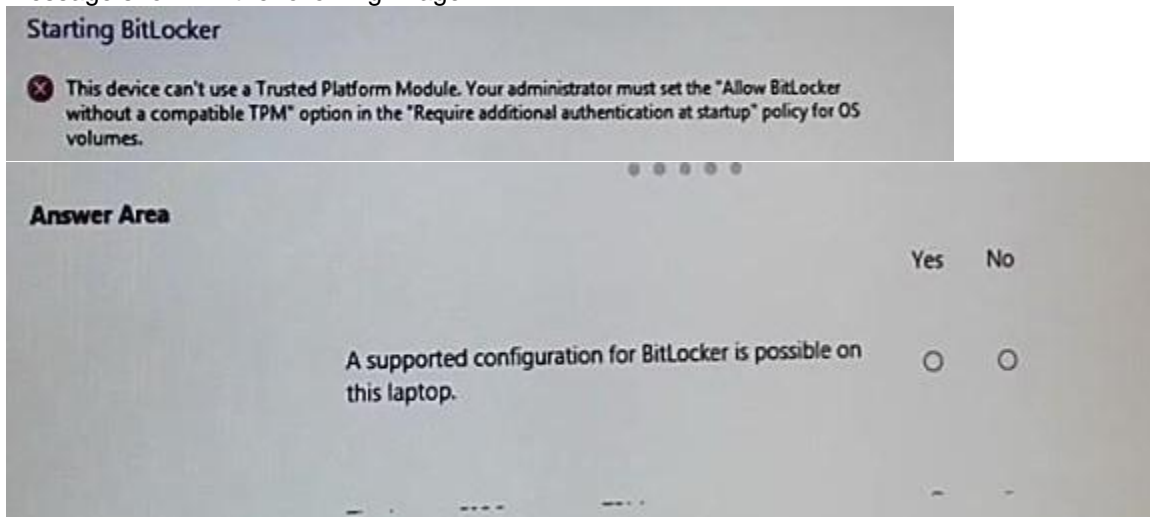 Starting BitLocker
This device can't use a Trusted Platform Module. Your administrator must set the "Allow BitLocker
without a compatible TPM" option in the "Require additional authentication at startup" policy for OS
volumes.
Answer Area
Yes No
A supported configuration for BitLocker is possible on
this laptop.